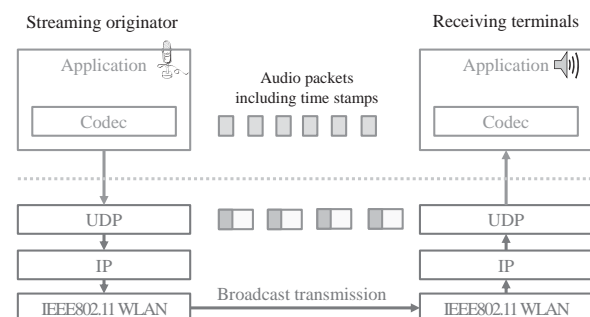 Streaming originator
Receiving terminals
Application
Application
Audio packets
including time stamps
Codec
Codec
UDP
UDP
IP
IP
Broadcast transmission
IEEE802.11 WLAN
IEEE802.11 WLAN